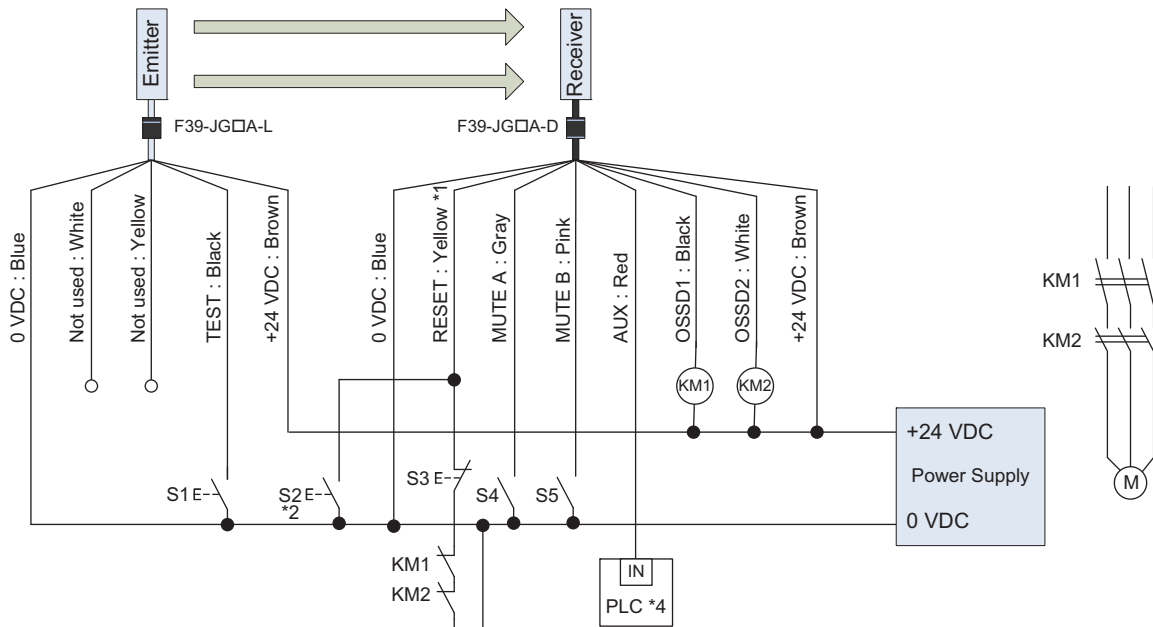 Emitter
Receiver
F39-JG□A-L
F39-JG□A-D
0 VDC : Blue
Not used : White
Not used : Yellow
TEST : Black
+24 VDC : Brown
0 VDC : Blue
RESET : Yellow *1
MUTE A : Gray
MUTE B : Pink
AUX : Red
OSSD1 : Black
OSSD2 : White
+24 VDC : Brown
KM1
KM2
KM1
KM2
+24 VDC
Power Supply
0 VDC
M
S1
S2
*2
S3
S4
S5
KM1
KM2
IN
PLC *4